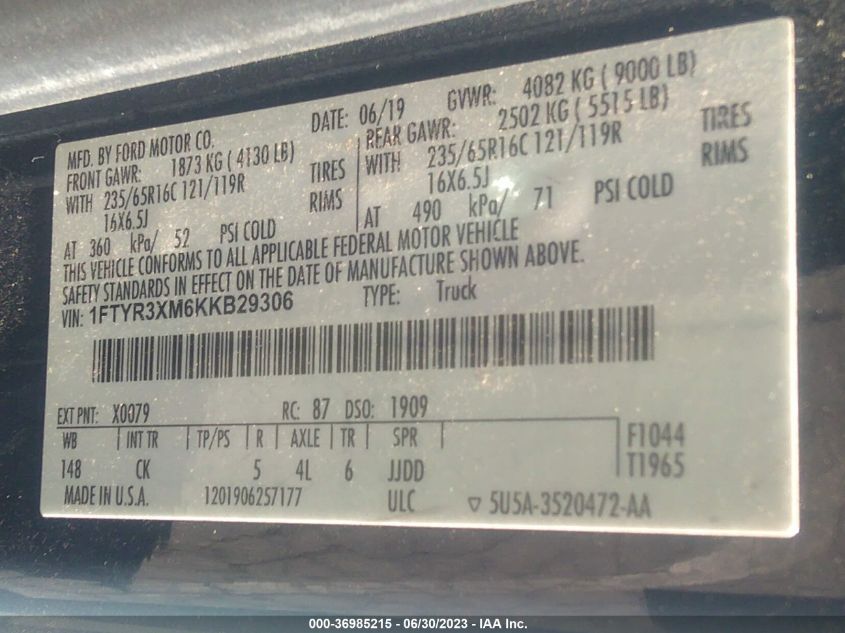 MFD. BY FORD MOTOR CO.
DATE: 06/19 GVWR: 4082 KG ( 9000 LB)
FRONT GAWR: 1873 KG ( 4130 LB)
REAR GAWR: 2502 KG ( 5515 LB)
WITH 235/65R16C 121/119R TIRES
WITH 235/65R16C 121/119R TIRES
16X6.5J RIMS
16X6.5J RIMS
AT 360 kPa/ 52 PSI COLD
AT 490 kPa/ 71 PSI COLD
THIS VEHICLE CONFORMS TO ALL APPLICABLE FEDERAL MOTOR VEHICLE
SAFETY STANDARDS IN EFFECT ON THE DATE OF MANUFACTURE SHOWN ABOVE.
VIN: 1FTYR3XM6KKB29306 TYPE: Truck
EXT PNT: X0079 RC: 87 DSO: 1909
WB INT TR TP/PS R AXLE TR SPR F1044
148 CK 5 4L 6 JJDD T1965
MADE IN U.S.A. 1201906257177 ULC ▽ 5U5A-3520472-AA
000-36985215 - 06/30/2023 - IAA Inc.